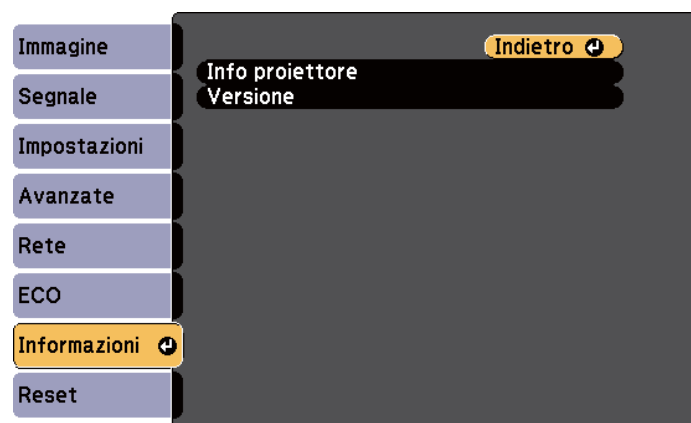 Immagine
Segnale
Impostazioni
Avanzate
Rete
ECO
Informazioni
Reset
Indietro
Info proiettore
Versione